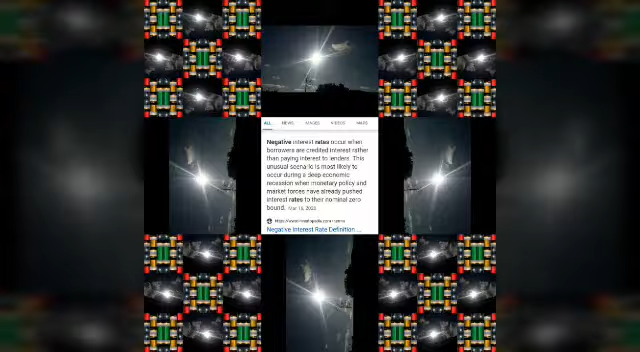 ALL NEWS IMAGES VIDEOS MAPS
Negative interest rates occur when
borrowers are credited interest rather
than paying interest to lenders. This
unusual scenario is most likely to
occur during a deep economic
recession when monetary policy and
market forces have already pushed
interest rates to their nominal zero
bound.
Negative Interest Rate Definition ...